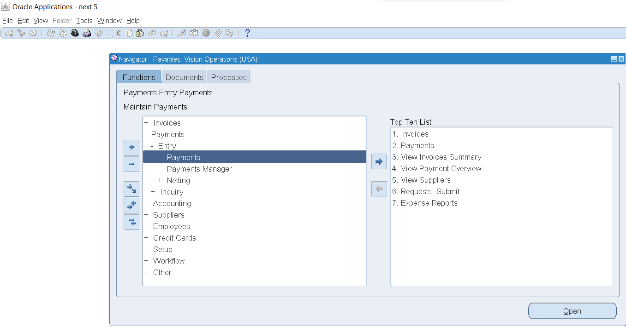 Oracle Applications - next 5
File Edit View Folder Tools Window Help
Navigator - Payables, Vision Operations (USA)
Functions Documents Processes
Payments Entry:Payments
Maintain Payments
- Invoices
Payments
- Entry
Payments
Payments Manager
+ Netting
+ Inquiry
Accounting
Suppliers
Employees
Credit Cards
Setup
Workflow
Other
Top Ten List
1. Invoices
2. Payments
3. View Invoices Summary
4. View Payment Overview
5. View Suppliers
6. Requests: Submit
7. Expense Reports
Open